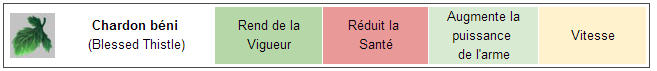 Chardon béni
(Blessed Thistle)
Rend de la
Vigueur
Réduit la
Santé
Augmente la
puissance
de l'arme
Vitesse